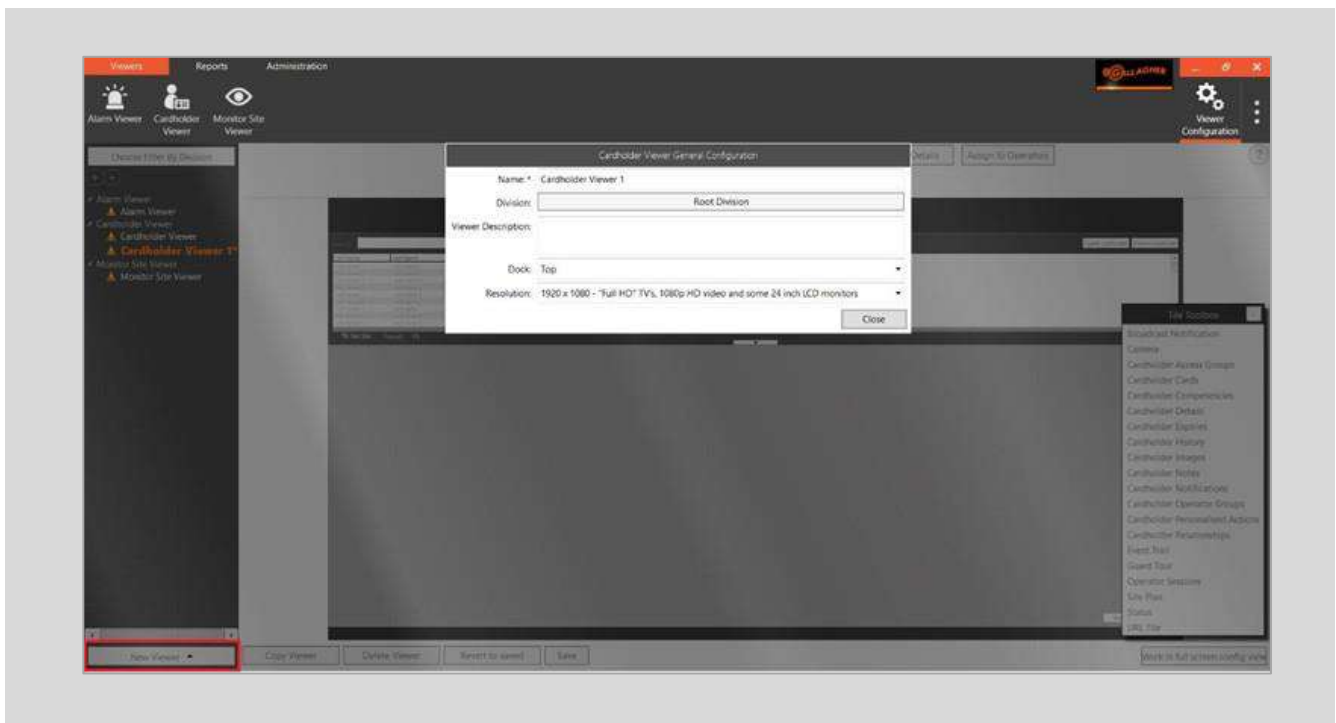 Viewers Reports Administration
GALLAGHER
Alarm Viewer
Cardholder Viewer
Monitor Site Viewer
Viewer Configuration
Choose Filter By Division
Alarm Viewer
Alarm Viewer
Cardholder Viewer
Cardholder Viewer
Cardholder Viewer 1*
Monitor Site Viewer
Monitor Site Viewer
Details Assign to Operators ?
Cardholder Viewer General Configuration
Name: * Cardholder Viewer 1
Division: Root Division
Viewer Description:
Dock: Top
Resolution: 1920 x 1080 - "Full HD" TV's, 1080p HD video and some 24 inch LCD monitors
Close
Tile Toolbox
Broadcast Notification
Camera
Cardholder Access Groups
Cardholder Cards
Cardholder Competencies
Cardholder Details
Cardholder Expiries
Cardholder History
Cardholder Images
Cardholder Notes
Cardholder Notifications
Cardholder Operator Groups
Cardholder Personalised Actions
Cardholder Relationships
Event Trail
Guard Tour
Operator Sessions
Site Plan
Status
URL Tile
New Viewer Copy Viewer Delete Viewer Revert to saved Save Work in full screen config view